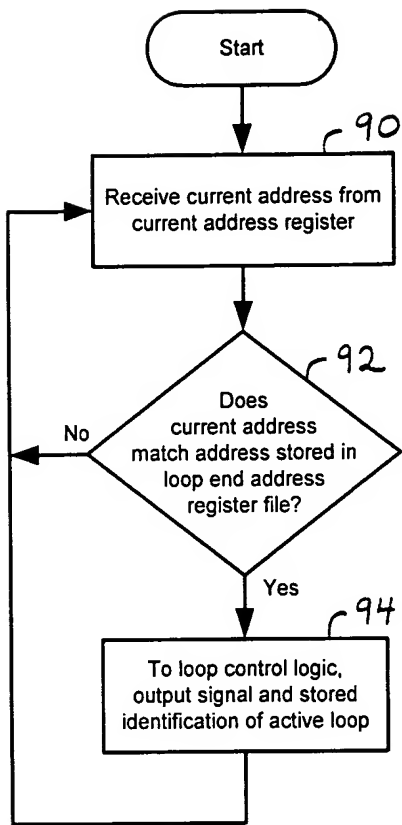 Start
90
Receive current address from
current address register
92
Does
current address
match address stored in
loop end address
register file?
No
Yes
94
To loop control logic,
output signal and stored
identification of active loop